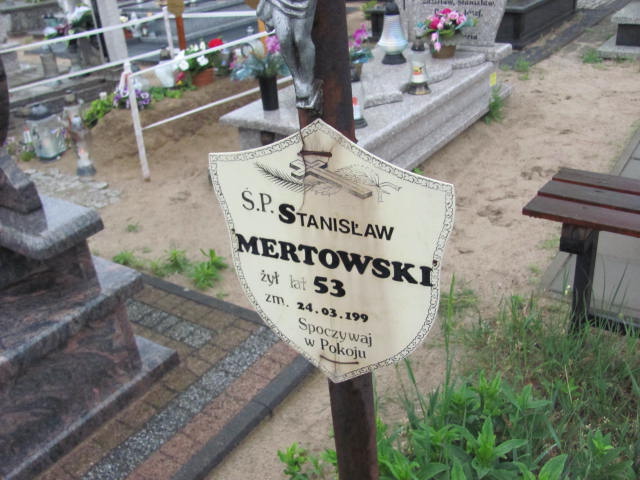 Ś.P. STANISŁAW
MERTOWSKI
żył lat 53
zm. 24.03.199
Spoczywaj
w Pokoju